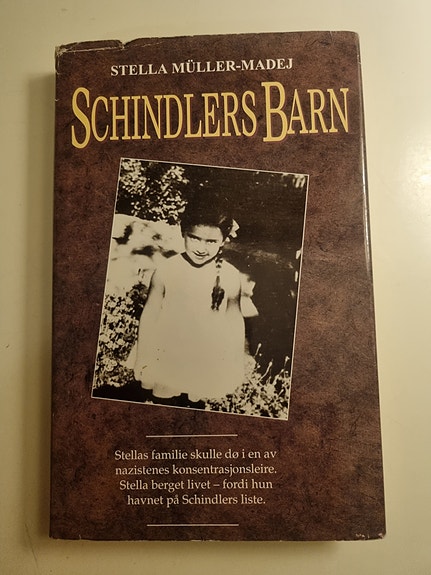 STELLA MÜLLER-MADEJ
SCHINDLERS BARN
Stellas familie skulle dø i en av
nazistenes konsentrasjonsleire.
Stella berget livet – fordi hun
havnet på Schindlers liste.